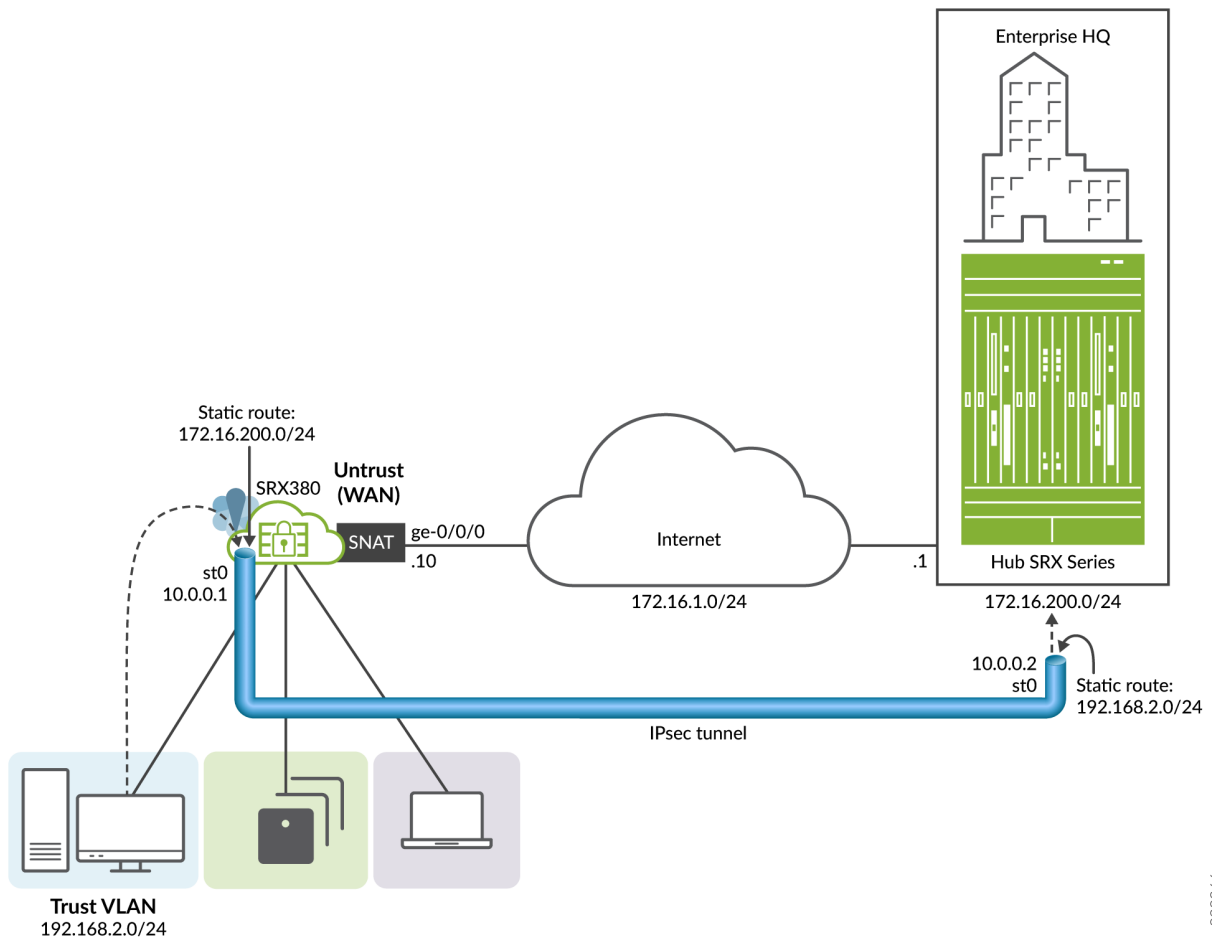 Enterprise HQ
Static route:
172.16.200.0/24
Untrust
(WAN)
SRX380
SNAT
ge-0/0/0
.10
Internet
.1
Hub SRX Series
st0
10.0.0.1
172.16.1.0/24
172.16.200.0/24
10.0.0.2
st0
Static route:
192.168.2.0/24
IPsec tunnel
Trust VLAN
192.168.2.0/24